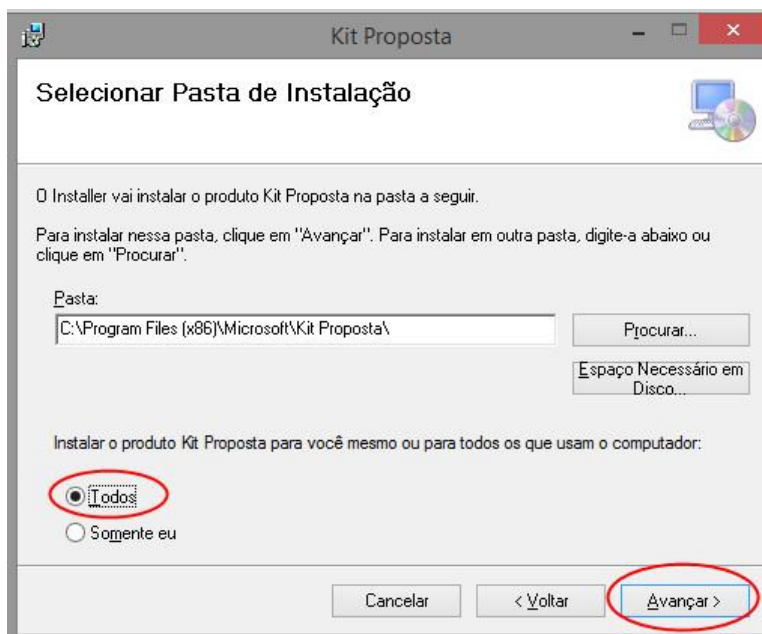 Kit Proposta
Selecionar Pasta de Instalação
O Installer vai instalar o produto Kit Proposta na pasta a seguir.
Para instalar nessa pasta, clique em "Avançar". Para instalar em outra pasta, digite-a abaixo ou
clique em "Procurar".
Pasta:
C:\Program Files (x86)\Microsoft\Kit Proposta\
Procurar...
Espaço Necessário em
Disco...
Instalar o produto Kit Proposta para você mesmo ou para todos os que usam o computador:
Todos
Somente eu
Cancelar
< Voltar
Avançar >